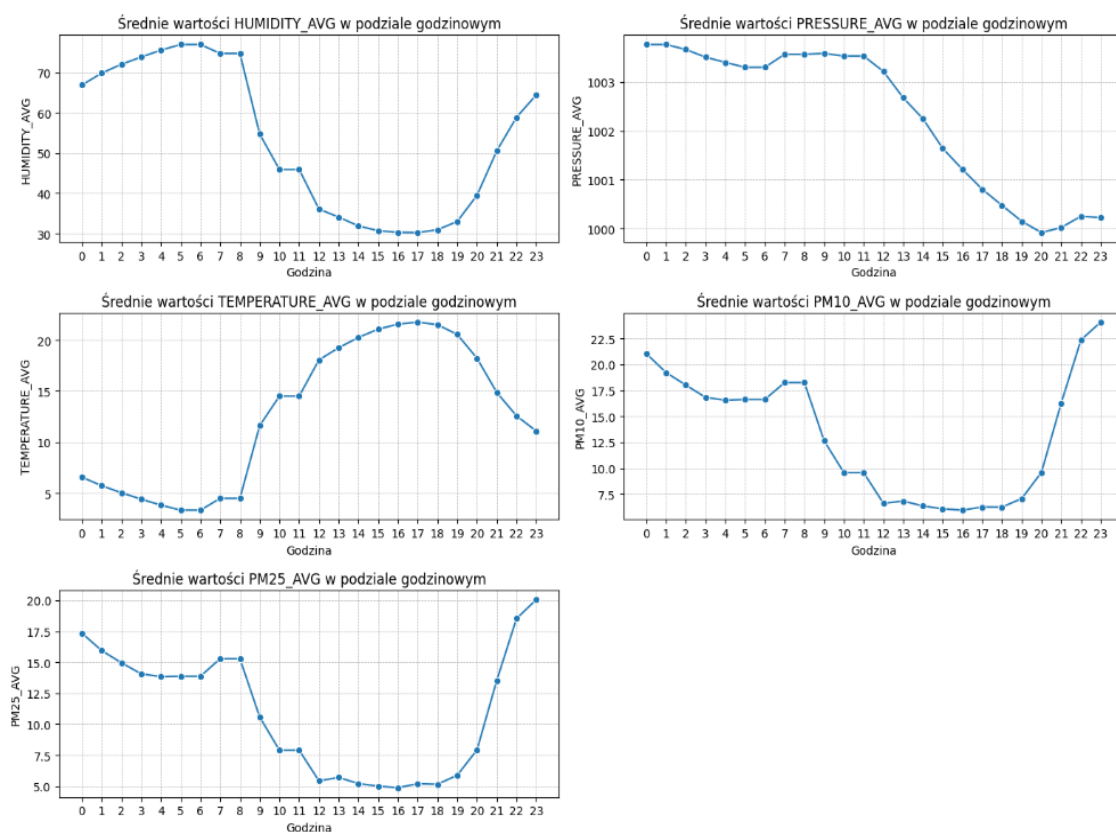 Średnie wartości HUMIDITY_AVG w podziale godzinowym
HUMIDITY_AVG
70
60
50
40
30
0 1 2 3 4 5 6 7 8 9 10 11 12 13 14 15 16 17 18 19 20 21 22 23
Godzina
Średnie wartości PRESSURE_AVG w podziale godzinowym
PRESSURE_AVG
1003
1002
1001
1000
0 1 2 3 4 5 6 7 8 9 10 11 12 13 14 15 16 17 18 19 20 21 22 23
Godzina
Średnie wartości TEMPERATURE_AVG w podziale godzinowym
TEMPERATURE_AVG
20
15
10
5
0 1 2 3 4 5 6 7 8 9 10 11 12 13 14 15 16 17 18 19 20 21 22 23
Godzina
Średnie wartości PM10_AVG w podziale godzinowym
PM10_AVG
22.5
20.0
17.5
15.0
12.5
10.0
7.5
0 1 2 3 4 5 6 7 8 9 10 11 12 13 14 15 16 17 18 19 20 21 22 23
Godzina
Średnie wartości PM25_AVG w podziale godzinowym
PM25_AVG
20.0
17.5
15.0
12.5
10.0
7.5
5.0
0 1 2 3 4 5 6 7 8 9 10 11 12 13 14 15 16 17 18 19 20 21 22 23
Godzina